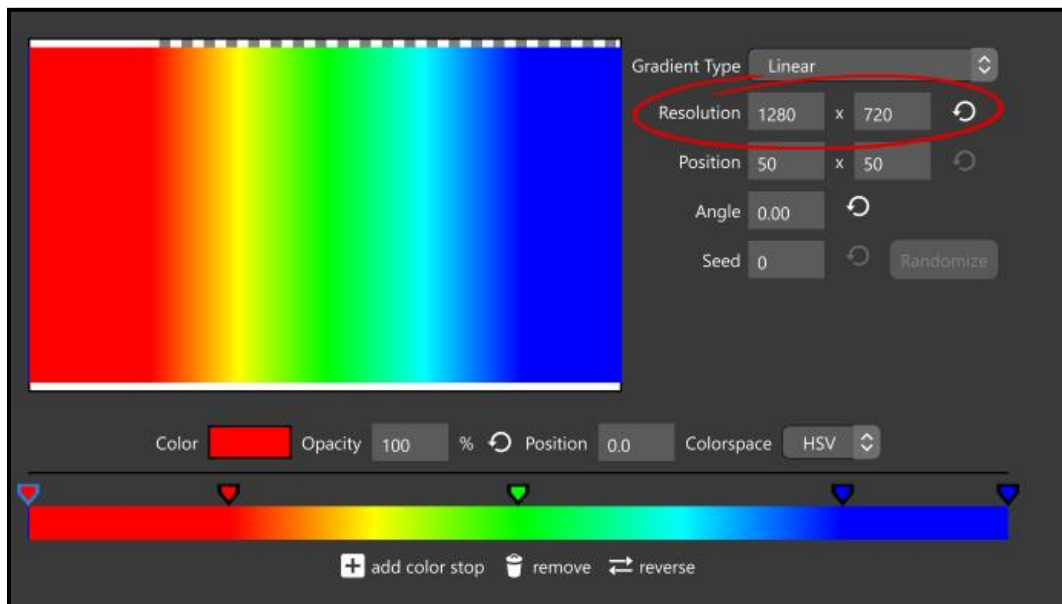 Gradient Type Linear
Resolution 1280 x 720
Position 50 x 50
Angle 0.00
Seed 0 Randomize
Color Opacity 100 % Position 0.0 Colorspace HSV
add color stop remove reverse